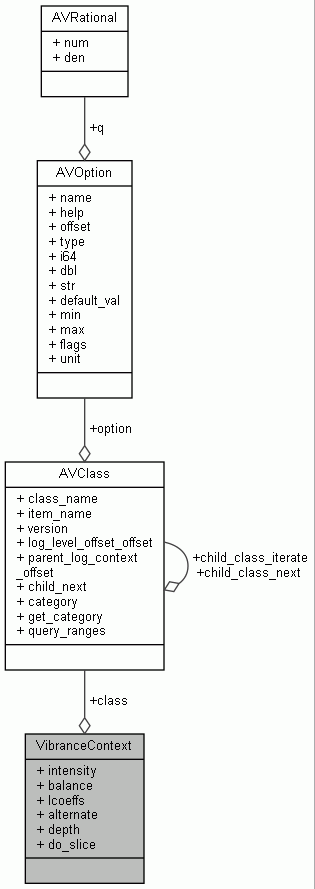 AVRational
+ num
+ den
+q
AVOption
+ name
+ help
+ offset
+ type
+ i64
+ dbl
+ str
+ default_val
+ min
+ max
+ flags
+ unit
+option
AVClass
+ class_name
+ item_name
+ version
+ log_level_offset_offset
+ parent_log_context
_offset
+ child_next
+ category
+ get_category
+ query_ranges
+child_class_iterate
+child_class_next
+class
VibranceContext
+ intensity
+ balance
+ lcoeffs
+ alternate
+ depth
+ do_slice